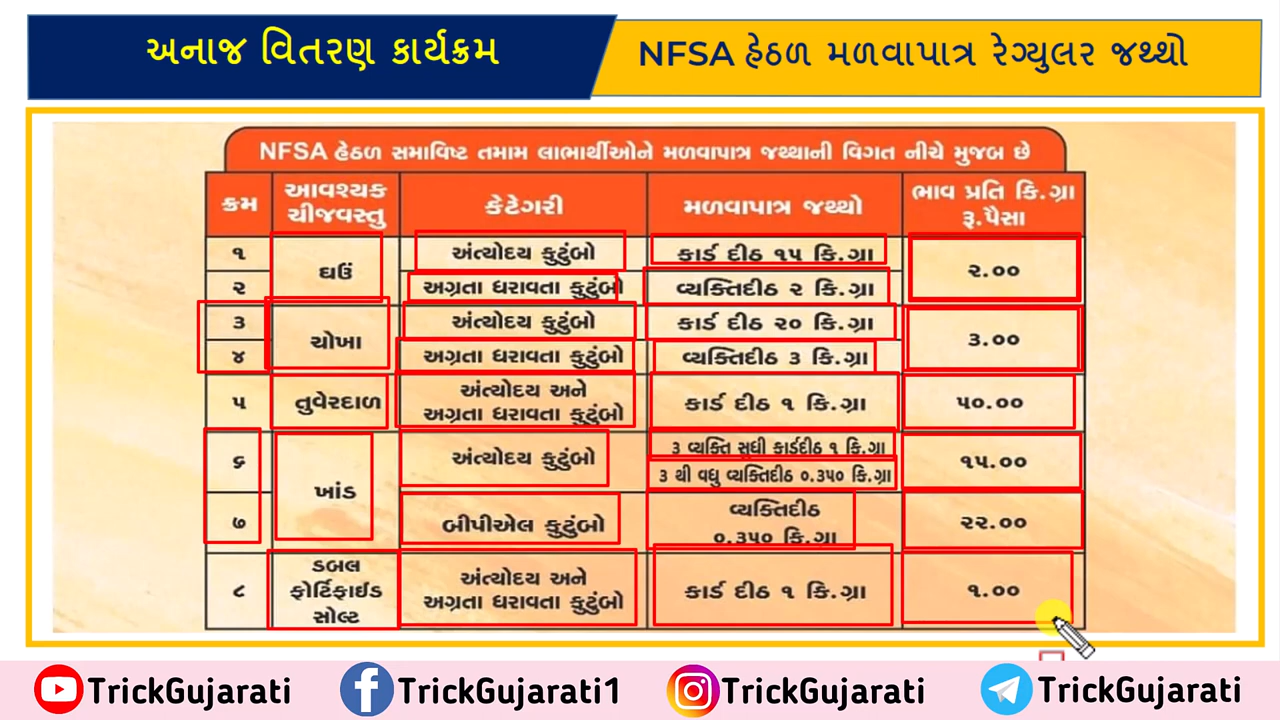 અનાજ વિતરણ કાર્યક્રમ
NFSA હેઠળ મળવાપાત્ર રેગ્યુલર જથ્થો
NFSA હેઠળ સમાવિષ્ટ તમામ લાભાર્થીઓને મળવાપાત્ર જથ્થાની વિગત નીચે મુજબ છે
ક્રમ આવશ્યક ચીજવસ્તુ કેટેગરી મળવાપાત્ર જથ્થો ભાવ પ્રતિ કિ.ગ્રા રૂ.પૈસા
૧ ઘઉં અંત્યોદય કુટુંબો કાર્ડ દીઠ ૧૫ કિ.ગ્રા ૨.૦૦
૨ અગ્રતા ધરાવતા કુટુંબો વ્યક્તિદીઠ ૨ કિ.ગ્રા
૩ ચોખા અંત્યોદય કુટુંબો કાર્ડ દીઠ ૨૦ કિ.ગ્રા ૩.૦૦
૪ અગ્રતા ધરાવતા કુટુંબો વ્યક્તિદીઠ ૩ કિ.ગ્રા
૫ તુવેરદાળ અંત્યોદય અને અગ્રતા ધરાવતા કુટુંબો કાર્ડ દીઠ ૧ કિ.ગ્રા ૫૦.૦૦
૬ ખાંડ અંત્યોદય કુટુંબો ૩ વ્યક્તિ સુધી કાર્ડદીઠ ૧ કિ.ગ્રા ૧૫.૦૦
૩ થી વધુ વ્યક્તિદીઠ ૦.૩૫૦ કિ.ગ્રા
૭ બીપીએલ કુટુંબો વ્યક્તિદીઠ ૦.૩૫૦ કિ.ગ્રા ૨૨.૦૦
૮ ડબલ ફોર્ટિફાઈડ સોલ્ટ અંત્યોદય અને અગ્રતા ધરાવતા કુટુંબો કાર્ડ દીઠ ૧ કિ.ગ્રા ૧.૦૦
TrickGujarati TrickGujarati1 TrickGujarati TrickGujarati